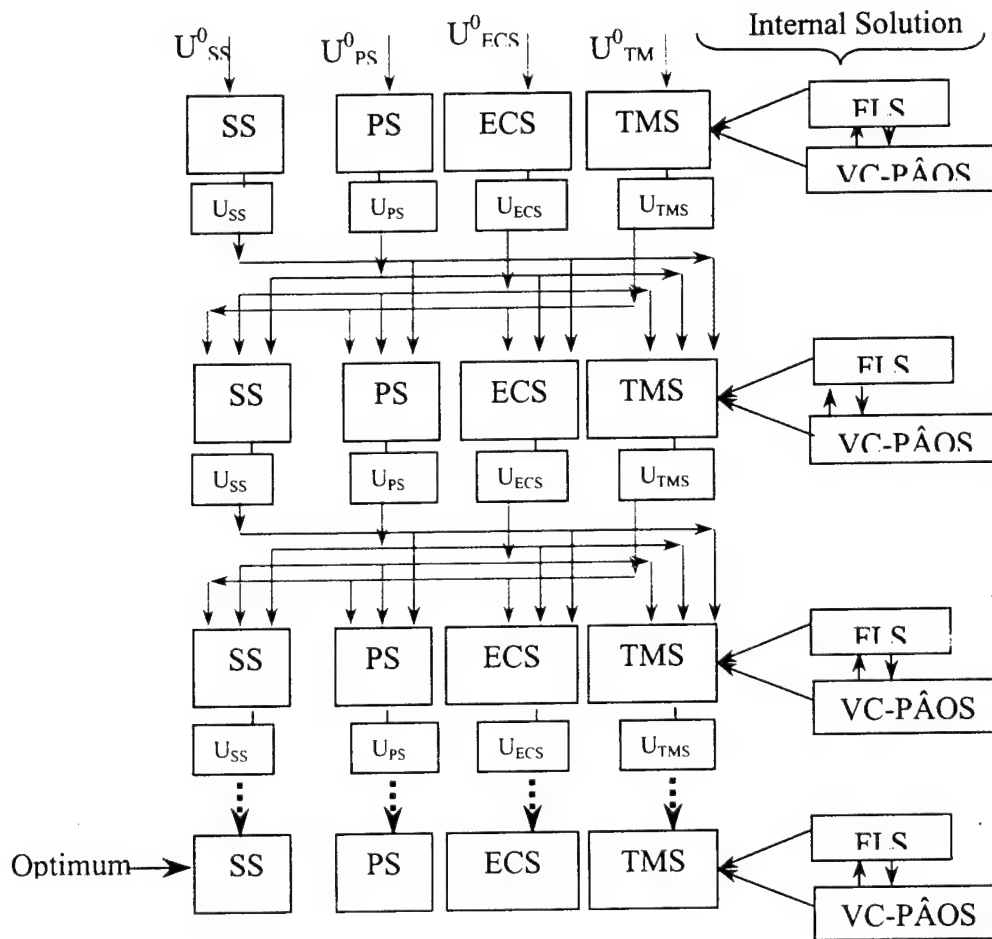 Internal Solution
U⁰SS U⁰PS U⁰ECS U⁰TM
SS PS ECS TMS FLS
VC-PÂOS
USS UPS UECS UTMS
SS PS ECS TMS FLS
VC-PÂOS
USS UPS UECS UTMS
SS PS ECS TMS FLS
VC-PÂOS
USS UPS UECS UTMS
Optimum SS PS ECS TMS FLS
VC-PÂOS